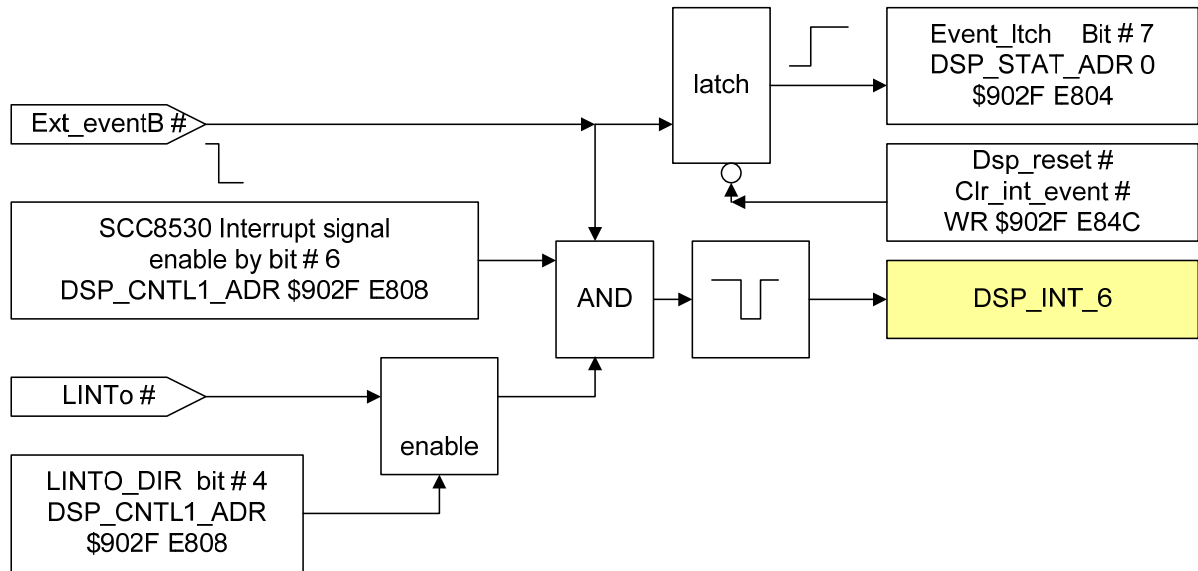 Event_ltch Bit # 7
DSP_STAT_ADR 0
$902F E804
latch
Ext_eventB #
Dsp_reset #
Clr_int_event #
WR $902F E84C
SCC8530 Interrupt signal
enable by bit # 6
DSP_CNTL1_ADR $902F E808
AND
DSP_INT_6
LINTo #
enable
LINTO_DIR bit # 4
DSP_CNTL1_ADR
$902F E808